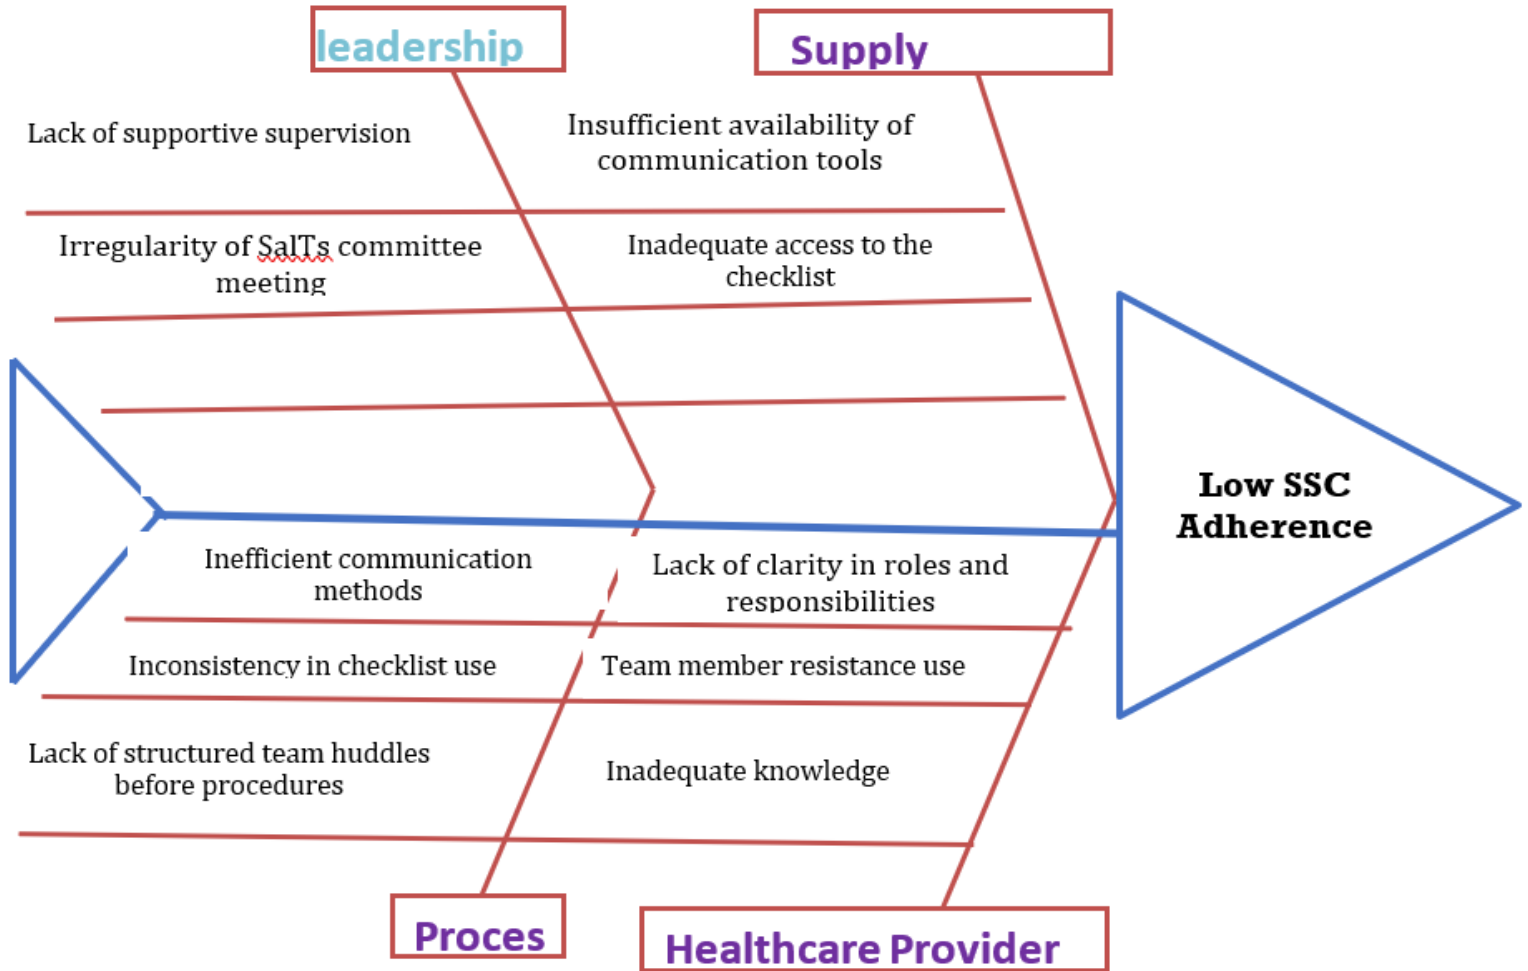 leadership
Supply
Lack of supportive supervision
Insufficient availability of
communication tools
Irregularity of SalTs committee
meeting
Inadequate access to the
checklist
Low SSC
Adherence
Inefficient communication
methods
Lack of clarity in roles and
responsibilities
Inconsistency in checklist use
Team member resistance use
Lack of structured team huddles
before procedures
Inadequate knowledge
Proces
Healthcare Provider